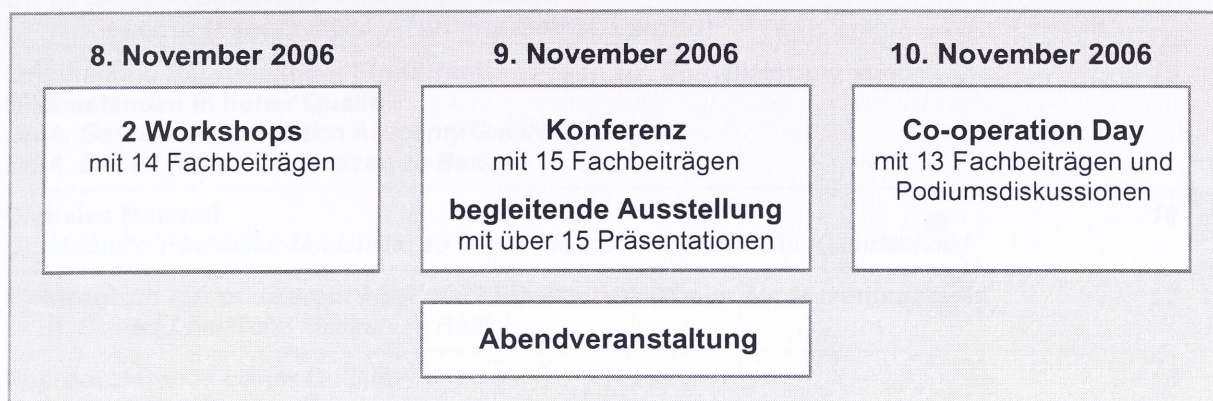 8. November 2006
2 Workshops
mit 14 Fachbeiträgen
9. November 2006
Konferenz
mit 15 Fachbeiträgen
begleitende Ausstellung
mit über 15 Präsentationen
Abendveranstaltung
10. November 2006
Co-operation Day
mit 13 Fachbeiträgen und
Podiumsdiskussionen